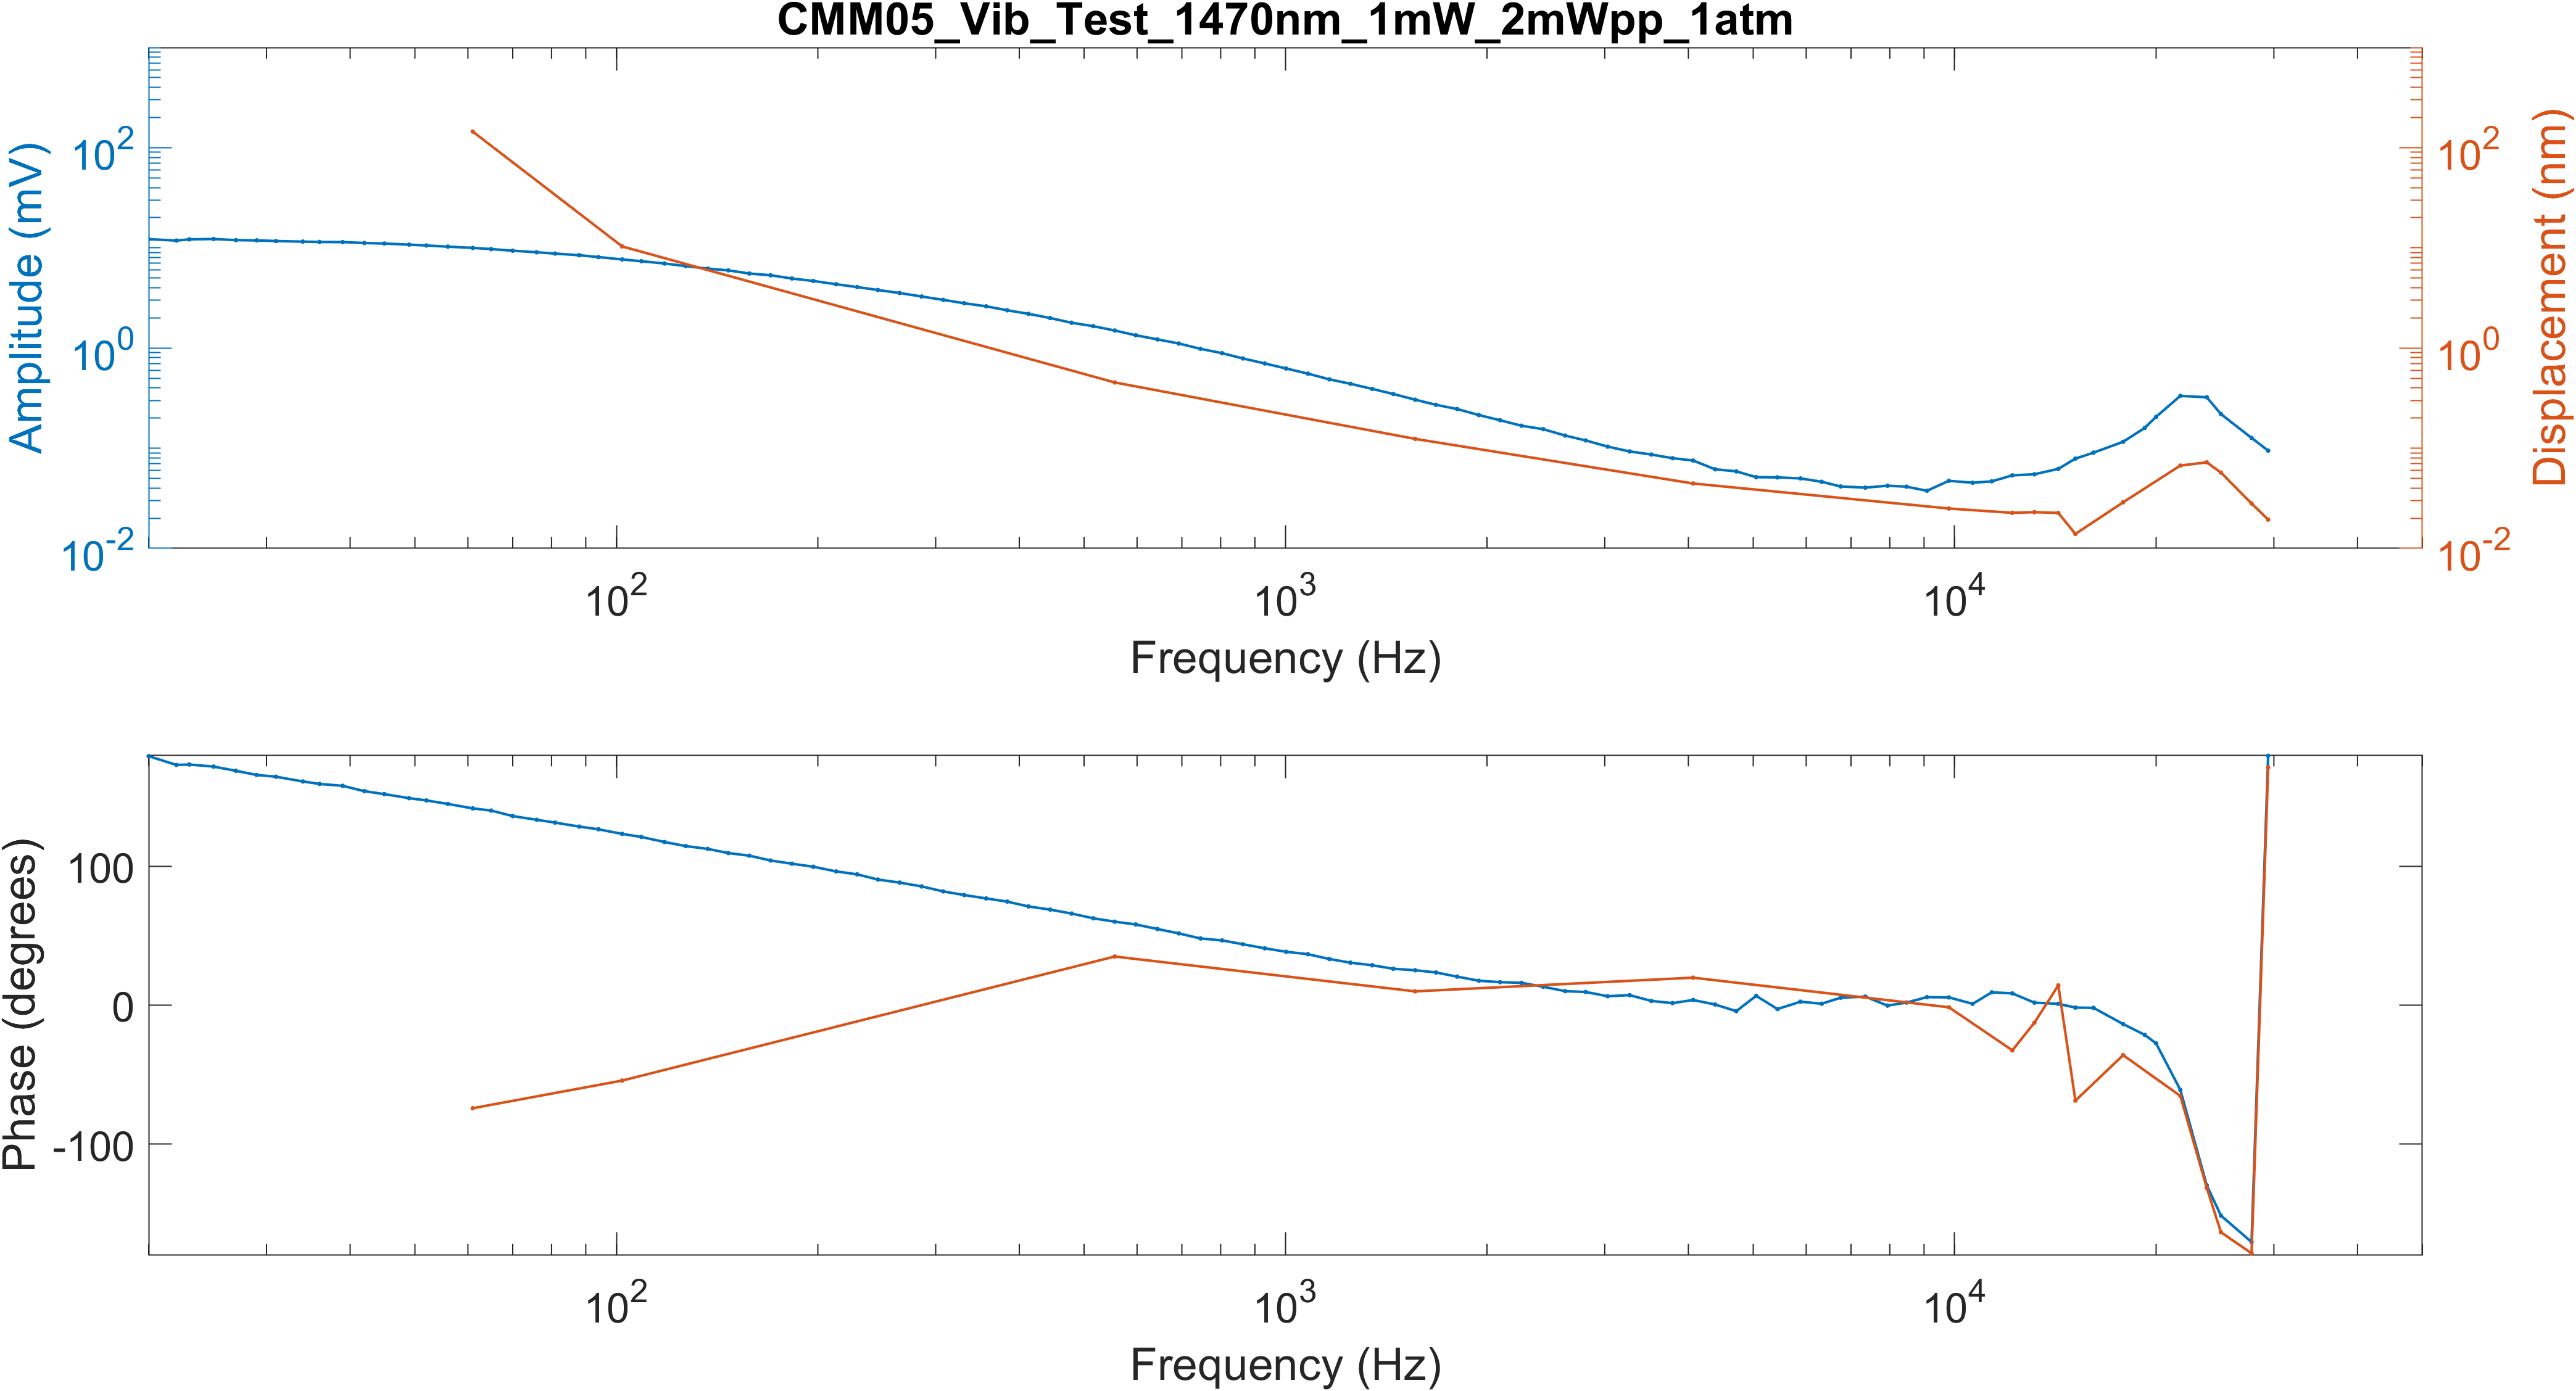 CMM05_Vib_Test_1470nm_1mW_2mWpp_1atm
Amplitude (mV)
10^2
10^0
10^-2
10^2
10^0
10^-2
Displacement (nm)
10^2
10^3
10^4
Frequency (Hz)
Phase (degrees)
100
0
-100
10^2
10^3
10^4
Frequency (Hz)